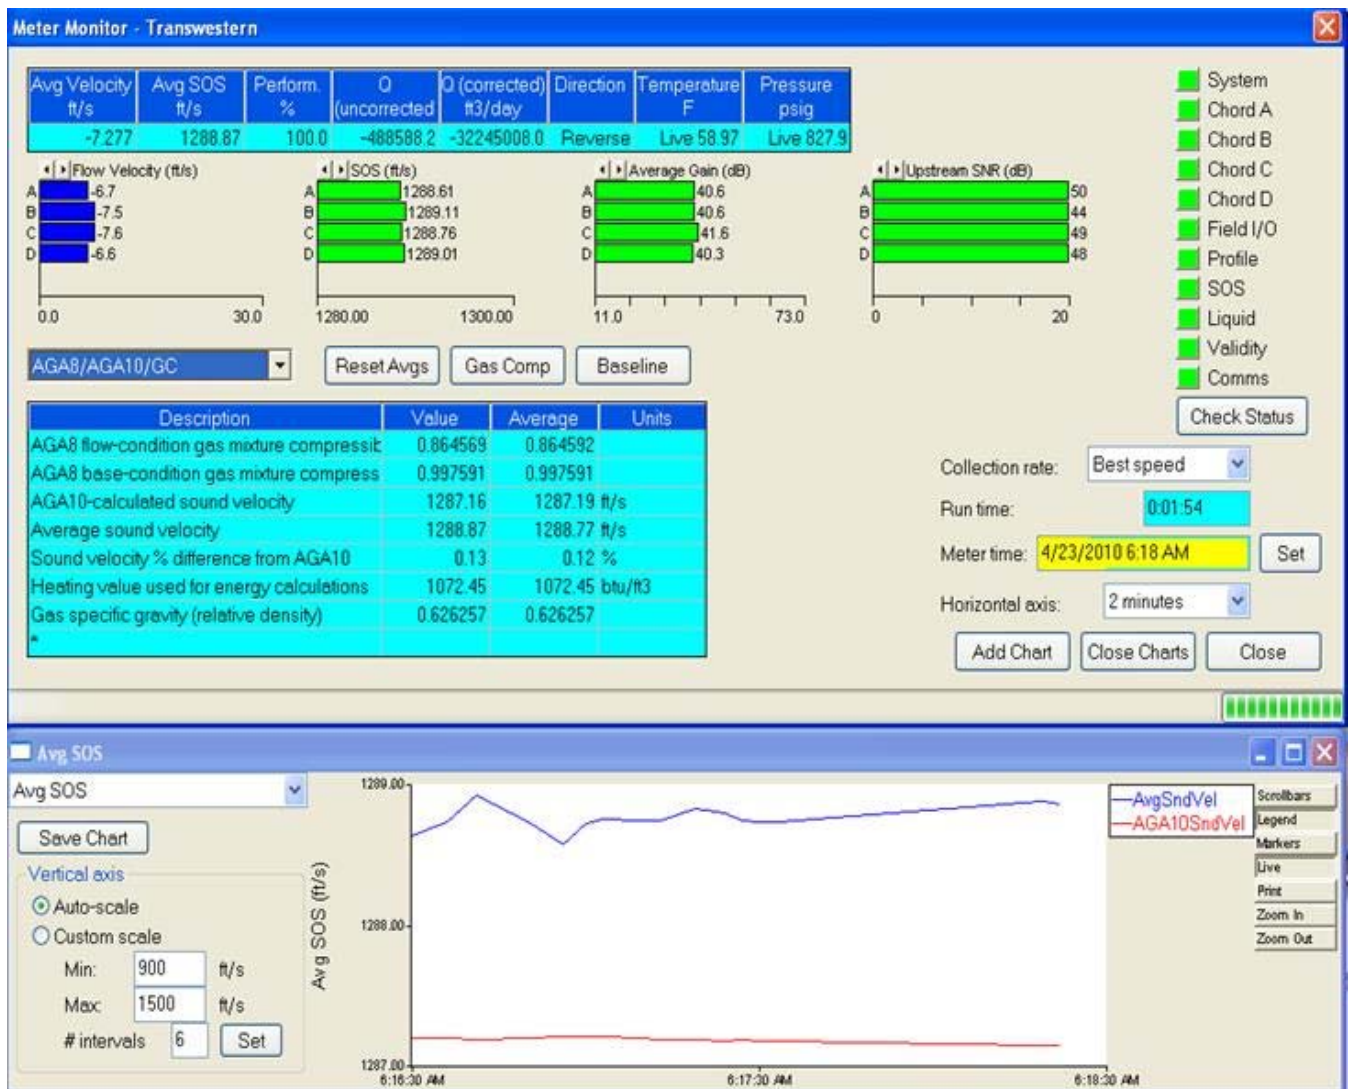 Meter Monitor - Transwestern
Avg Velocity ft/s Avg SOS ft/s Perform. % Q (uncorrected Q (corrected) ft3/day Direction Temperature F Pressure psig
-7.277 1288.87 100.0 -488588.2 -32245008.0 Reverse Live 58.97 Live 827.9
System
Chord A
Chord B
Chord C
Chord D
Field I/O
Profile
SOS
Liquid
Validity
Comms
Check Status
Flow Velocity (ft/s)
A -6.7
B -7.5
C -7.6
D -6.6
0.0 30.0
SOS (ft/s)
A 1288.61
B 1289.11
C 1288.76
D 1289.01
1280.00 1300.00
Average Gain (dB)
A 40.6
B 40.6
C 41.6
D 40.3
11.0 73.0
Upstream SNR (dB)
A 50
B 44
C 49
D 48
0 20
AGA8/AGA10/GC Reset Avgs Gas Comp Baseline
Description Value Average Units
AGA8 flow-condition gas mixture compressit 0.864569 0.864592
AGA8 base-condition gas mixture compress 0.997591 0.997591
AGA10-calculated sound velocity 1287.16 1287.19 ft/s
Average sound velocity 1288.87 1288.77 ft/s
Sound velocity % difference from AGA10 0.13 0.12 %
Heating value used for energy calculations 1072.45 1072.45 btu/ft3
Gas specific gravity (relative density) 0.626257 0.626257
*
Collection rate: Best speed
Run time: 0:01:54
Meter time: 4/23/2010 6:18 AM Set
Horizontal axis: 2 minutes
Add Chart Close Charts Close
Avg SOS
Avg SOS
Save Chart
Vertical axis
Auto-scale
Custom scale
Min: 900 ft/s
Max: 1500 ft/s
# intervals 6 Set
Avg SOS (ft/s)
1289.00
1288.00
1287.00
6:16:30 AM 6:17:30 AM 6:18:30 AM
AvgSndVel
AGA10SndVel
Scrollbars
Legend
Markers
Live
Print
Zoom In
Zoom Out